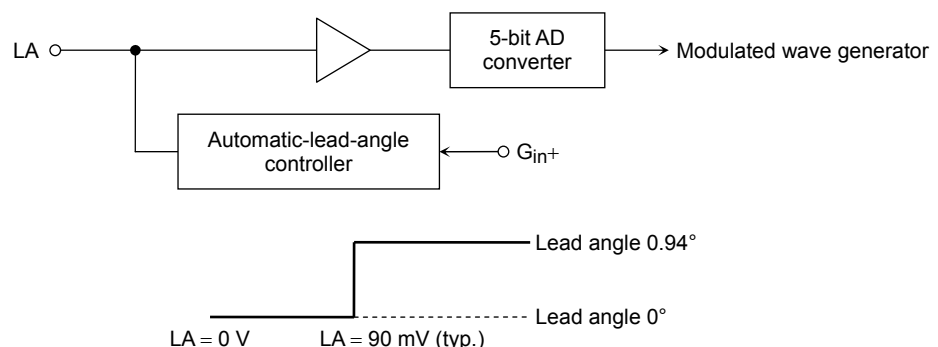 LA
5-bit AD
converter
Modulated wave generator
Automatic-lead-angle
controller
Gin+
Lead angle 0.94°
Lead angle 0°
LA = 0 V
LA = 90 mV (typ.)